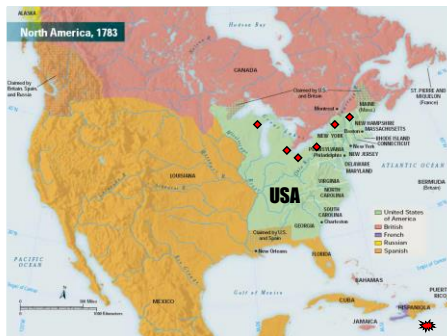 North America, 1783
ALASKA
Hudson Bay
Claimed by
Britain, Spain,
and Russia
CANADA
Claimed by U.S.
and Britain
ST. PIERRE AND
MIQUELON
(France)
MAINE
(Mass.)
Montreal
NEW HAMPSHIRE
MASSACHUSETTS
Boston
RHODE ISLAND
CONNECTICUT
NEW YORK
New York
PENNSYLVANIA
Philadelphia
NEW JERSEY
DELAWARE
MARYLAND
ATLANTIC OCEAN
BERMUDA
(Britain)
LOUISIANA
USA
VIRGINIA
NORTH
CAROLINA
SOUTH
CAROLINA
Charleston
GEORGIA
Claimed by U.S.
and Spain
New Orleans
FLORIDA
United States
of America
British
French
Russian
Spanish
PACIFIC
OCEAN
Gulf of Mexico
MEXICO
BAHAMAS
CUBA
HISPANIOLA
JAMAICA
PUERTO
RICO